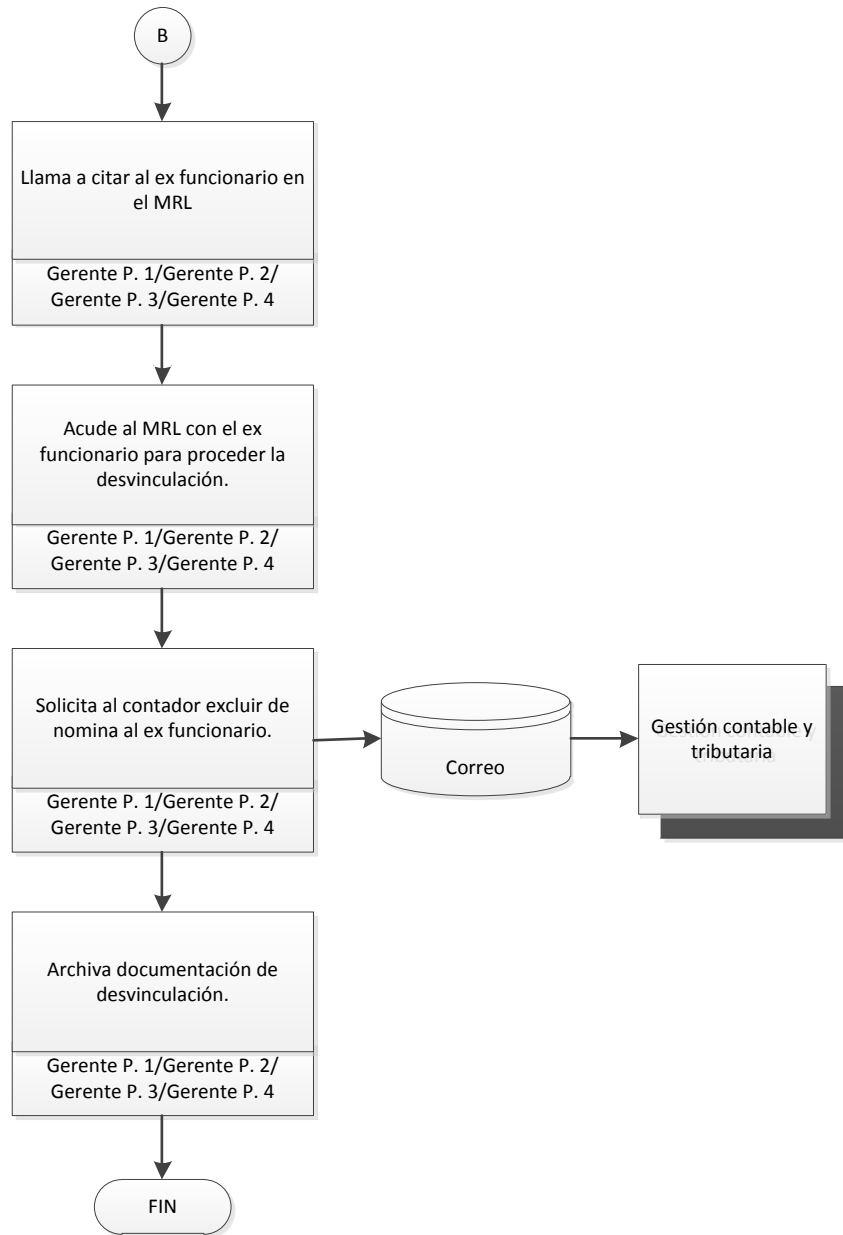 B
Llama a citar al ex funcionario en
el MRL
Gerente P. 1/Gerente P. 2/
Gerente P. 3/Gerente P. 4
Acude al MRL con el ex
funcionario para proceder la
desvinculación.
Gerente P. 1/Gerente P. 2/
Gerente P. 3/Gerente P. 4
Solicita al contador excluir de
nomina al ex funcionario.
Gerente P. 1/Gerente P. 2/
Gerente P. 3/Gerente P. 4
Correo
Gestión contable y
tributaria
Archiva documentación de
desvinculación.
Gerente P. 1/Gerente P. 2/
Gerente P. 3/Gerente P. 4
FIN